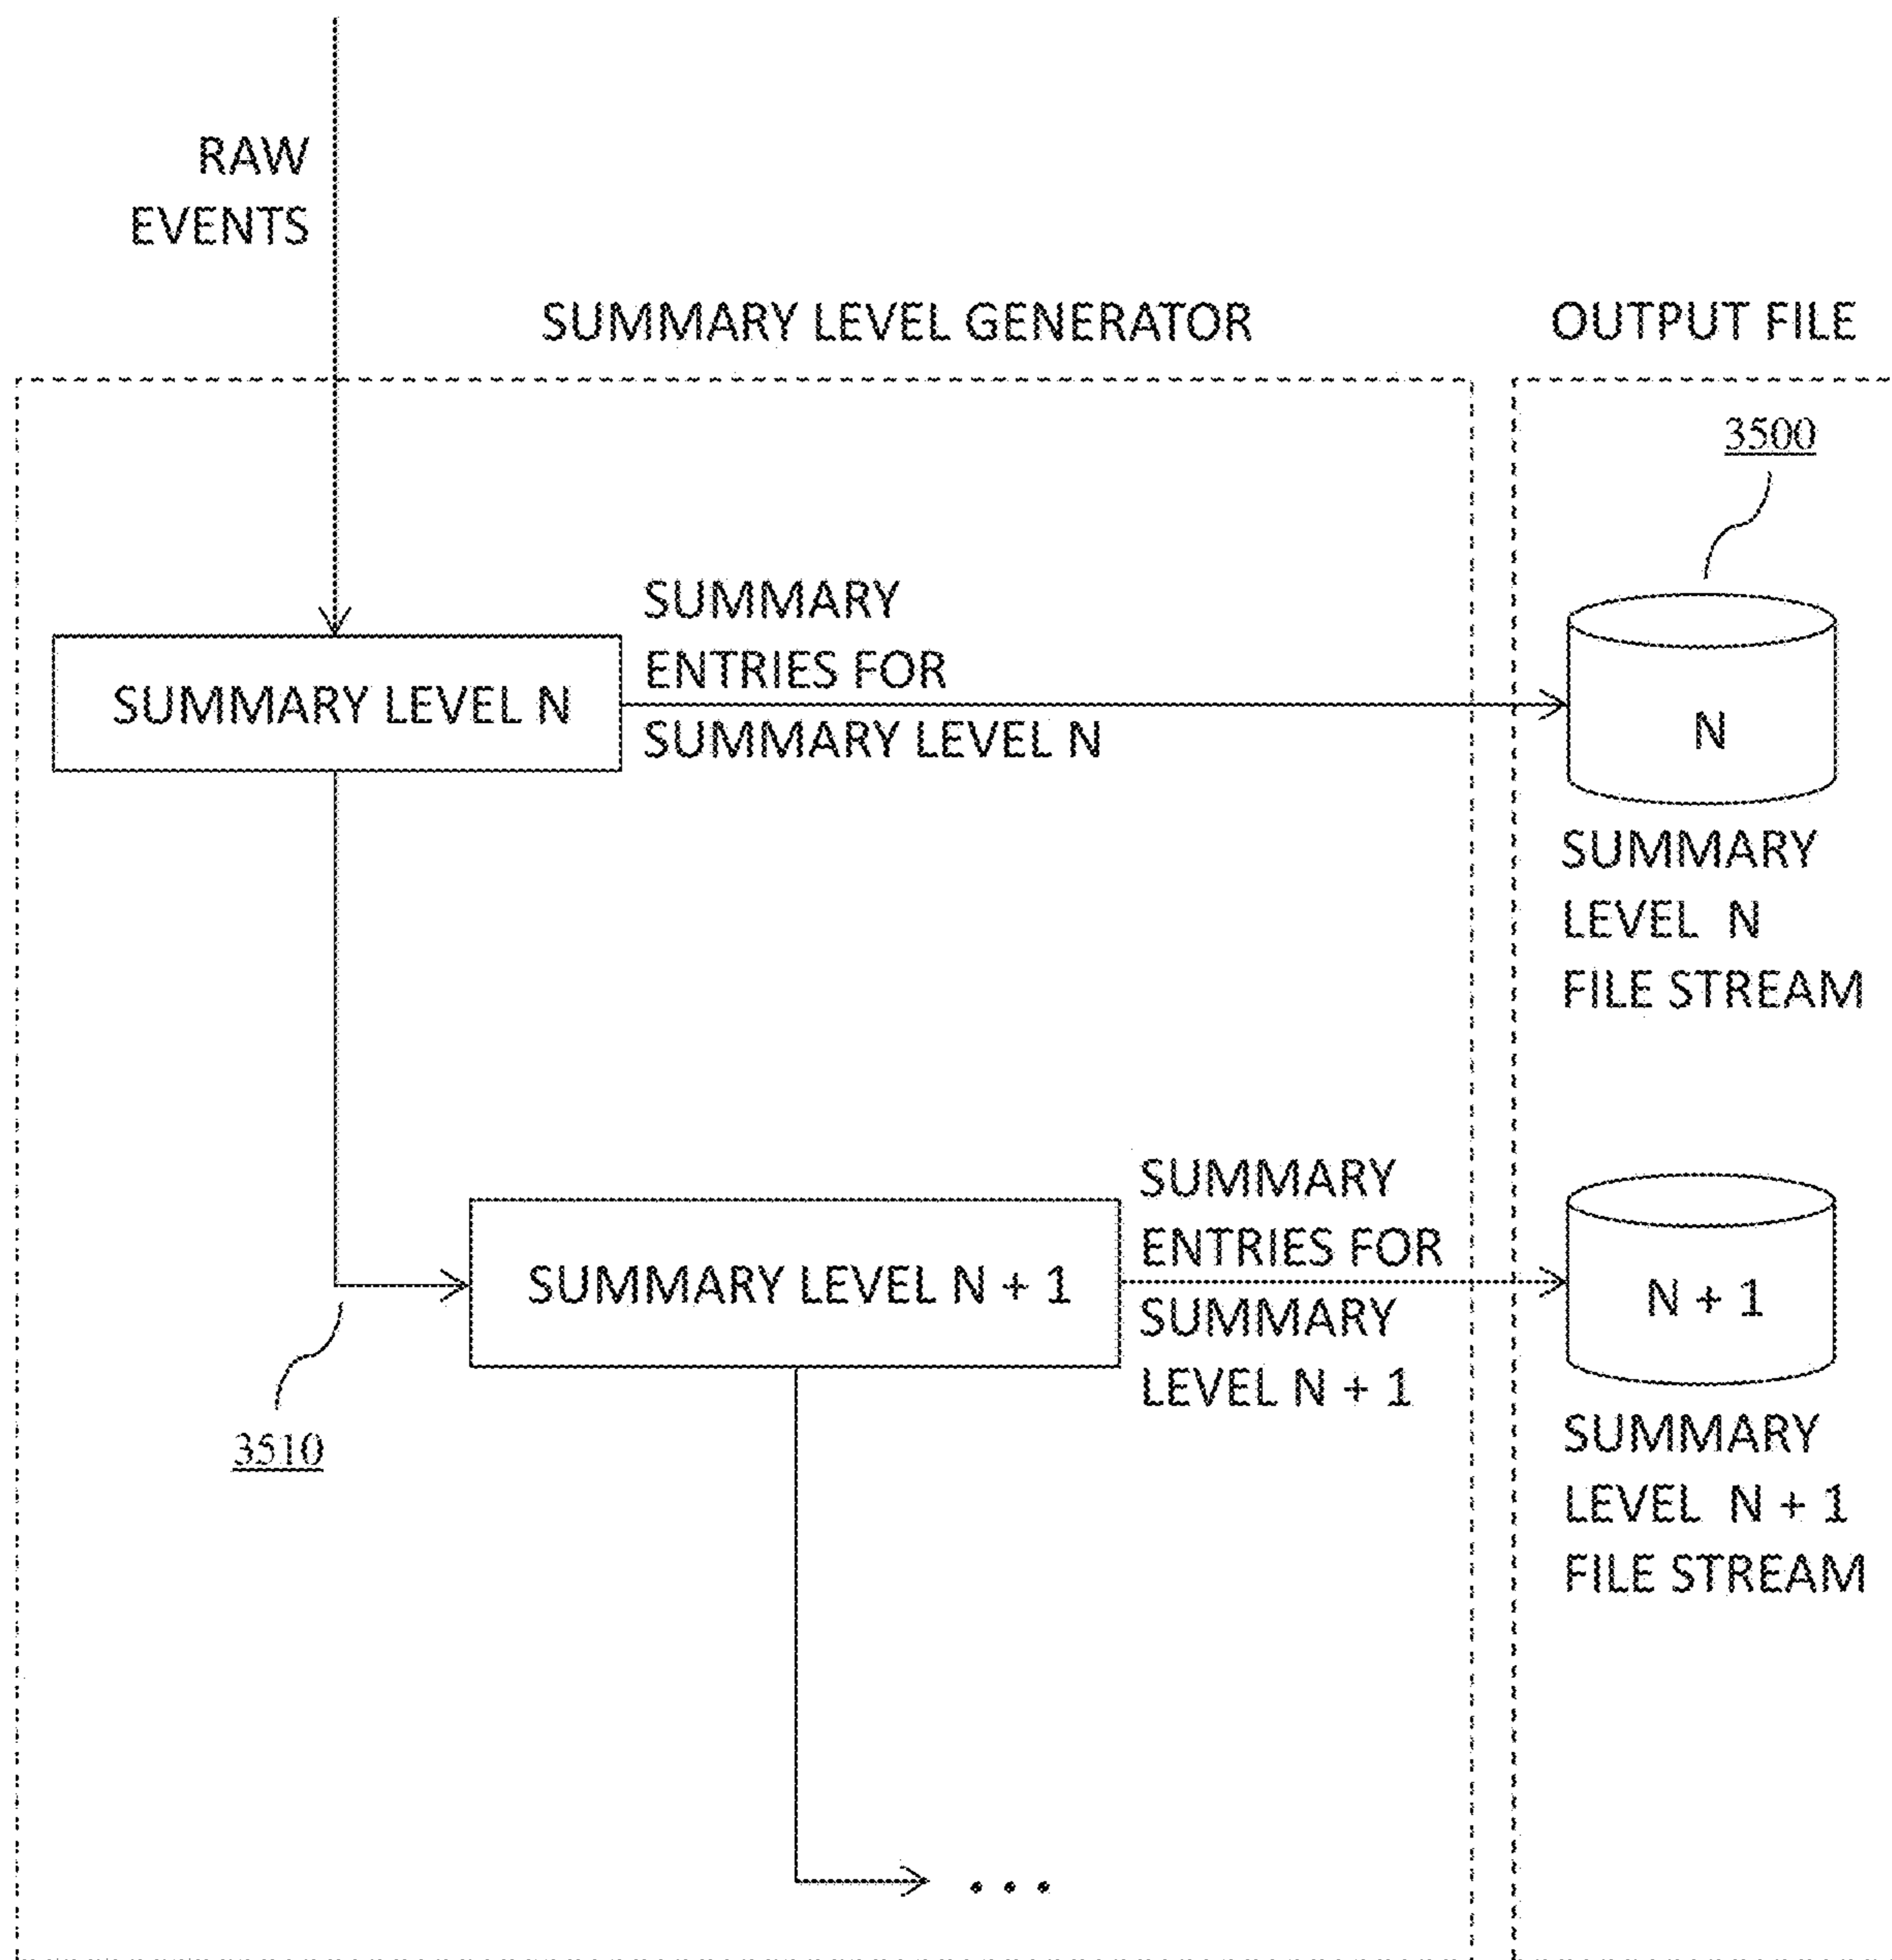 RAW
EVENTS
SUMMARY LEVEL GENERATOR
OUTPUT FILE
3500
SUMMARY
ENTRIES FOR
SUMMARY LEVEL N
SUMMARY LEVEL N
N
SUMMARY
LEVEL N
FILE STREAM
SUMMARY
ENTRIES FOR
SUMMARY
LEVEL N + 1
SUMMARY LEVEL N + 1
N + 1
3510
SUMMARY
LEVEL N + 1
FILE STREAM
...